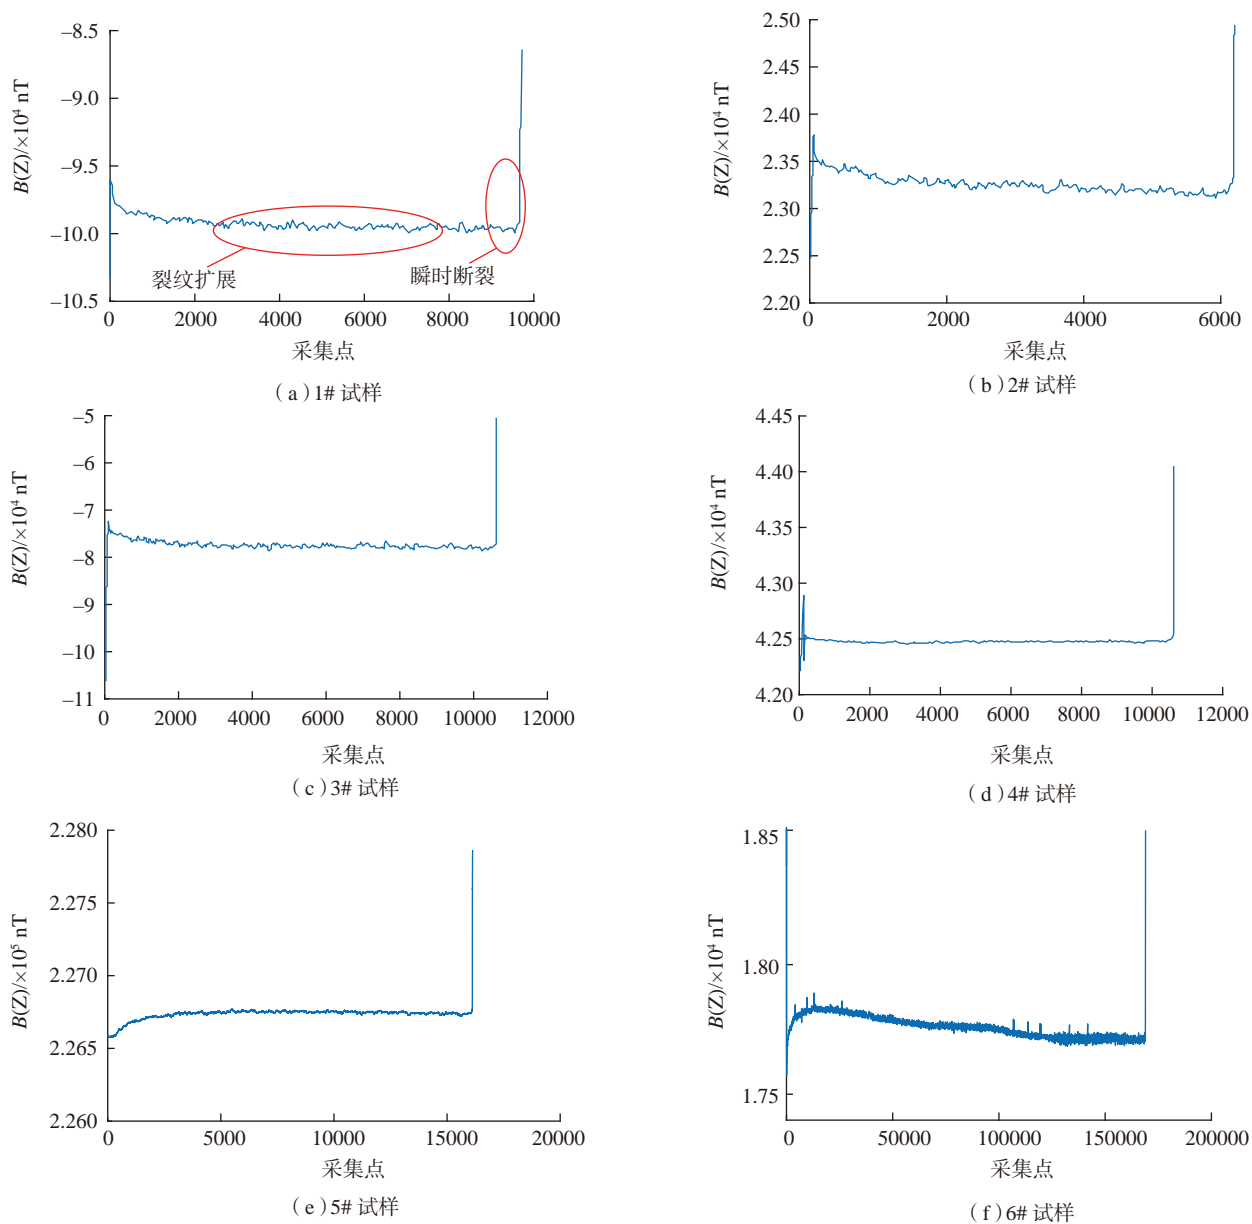 B(Z)/×10⁴ nT
–8.5
–9.0
–9.5
–10.0
–10.5
裂纹扩展
瞬时断裂
0 2000 4000 6000 8000 10000
采集点
(a)1# 试样
B(Z)/×10⁴ nT
2.50
2.45
2.40
2.35
2.30
2.25
2.20
0 2000 4000 6000
采集点
(b)2# 试样
B(Z)/×10⁴ nT
–5
–6
–7
–8
–9
–10
–11
0 2000 4000 6000 8000 10000 12000
采集点
(c)3# 试样
B(Z)/×10⁴ nT
4.45
4.40
4.35
4.30
4.25
4.20
0 2000 4000 6000 8000 10000 12000
采集点
(d)4# 试样
B(Z)/×10⁵ nT
2.280
2.275
2.270
2.265
2.260
0 5000 10000 15000 20000
采集点
(e)5# 试样
B(Z)/×10⁴ nT
1.85
1.80
1.75
0 50000 100000 150000 200000
采集点
(f)6# 试样